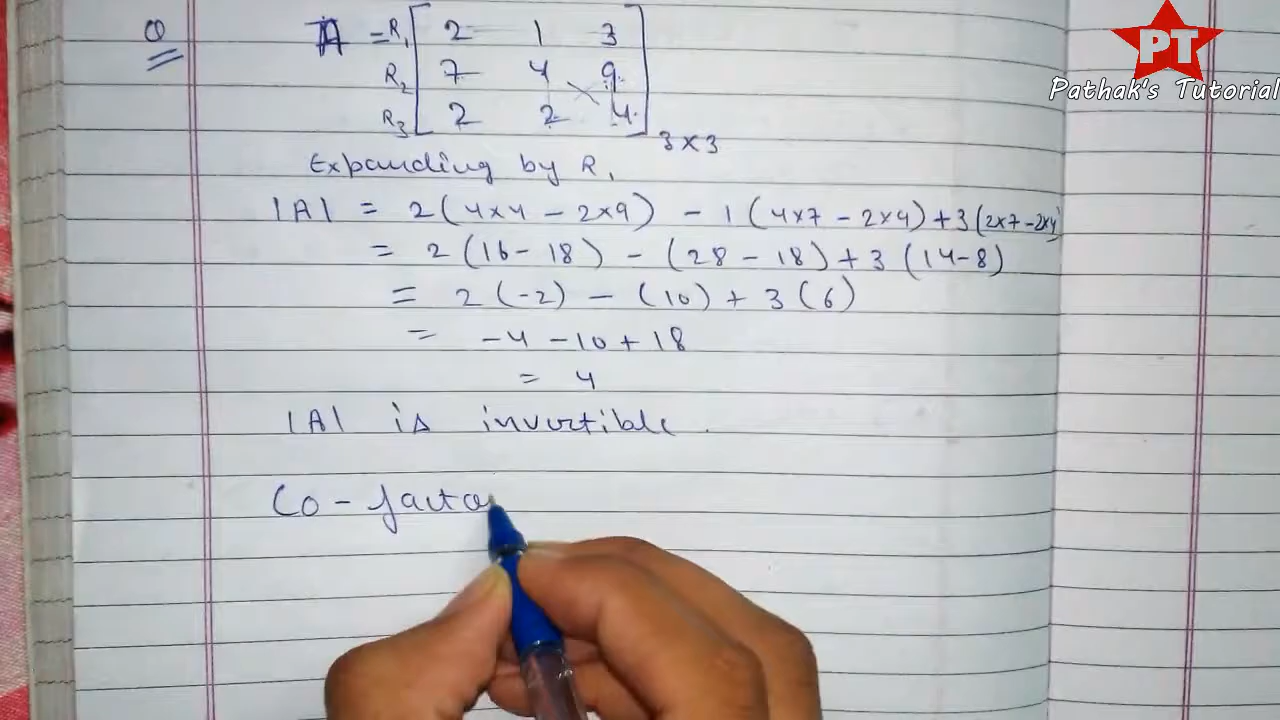 Q A = R1 [ 2 1 3
R2 7 4 9
R3 2 2 4 ] 3×3
Expanding by R1
|A| = 2(4×4 - 2×9) - 1(4×7 - 2×9) + 3(2×7-2×4)
= 2(16-18) - (28-18) + 3(14-8)
= 2(-2) - (10) + 3(6)
= -4 -10 + 18
= 4
|A| is invertible.
Co-factor
PT
Pathak's Tutorial